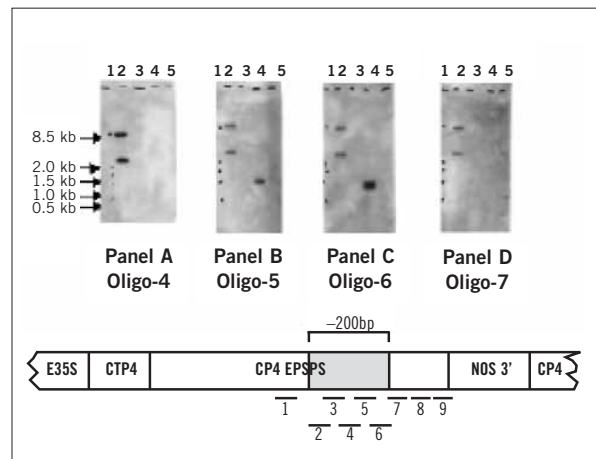 1 2 3 4 5 1 2 4 5 1 2 3 4 5 1 2 3 4 5
8.5 kb
2.0 kb
1.5 kb
1.0 kb
0.5 kb
Panel A
Oligo-4
Panel B
Oligo-5
Panel C
Oligo-6
Panel D
Oligo-7
–200bp
E35S CTP4 CP4 EPSPS NOS 3' CP4
1 3 5 7 8 9
2 4 6